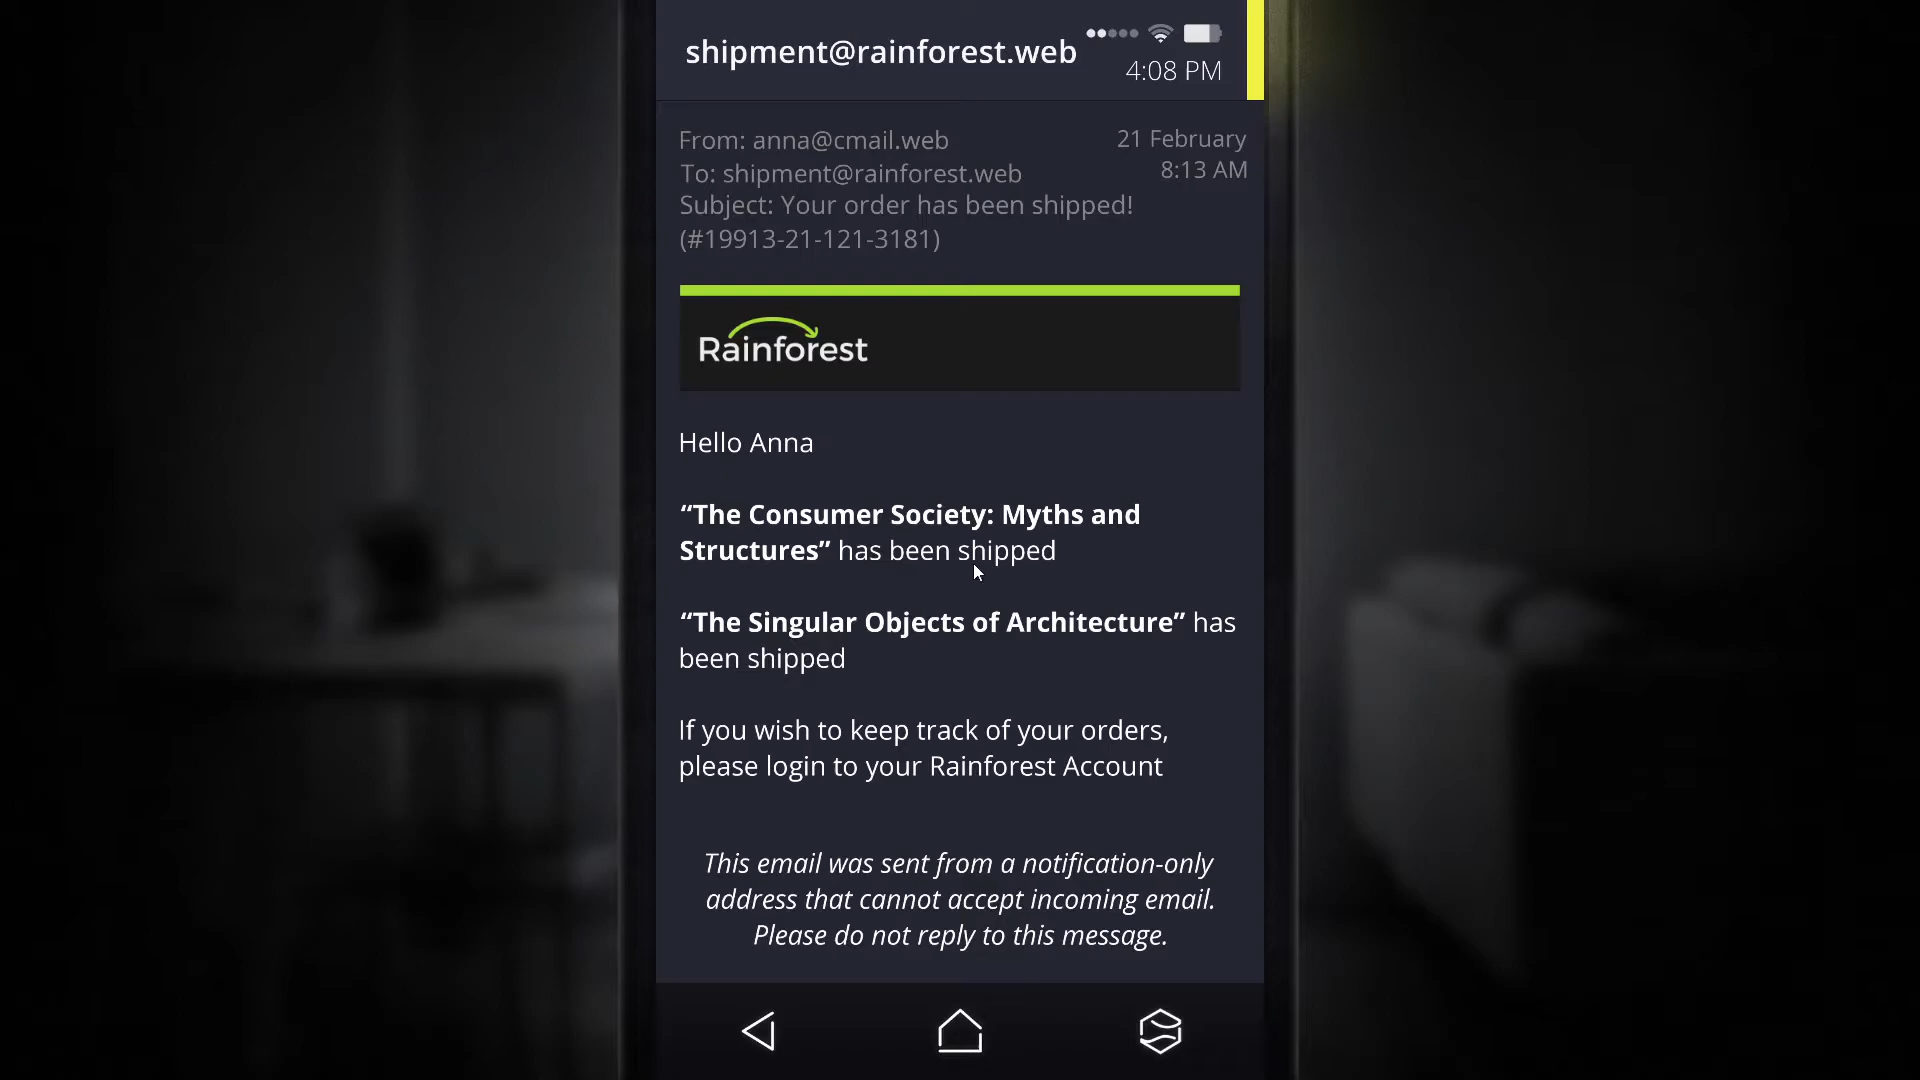 shipment@rainforest.web
4:08 PM
From: anna@cmail.web
21 February
To: shipment@rainforest.web
8:13 AM
Subject: Your order has been shipped!
(#19913-21-121-3181)
Rainforest
Hello Anna
“The Consumer Society: Myths and
Structures” has been shipped
“The Singular Objects of Architecture” has
been shipped
If you wish to keep track of your orders,
please login to your Rainforest Account
This email was sent from a notification-only
address that cannot accept incoming email.
Please do not reply to this message.